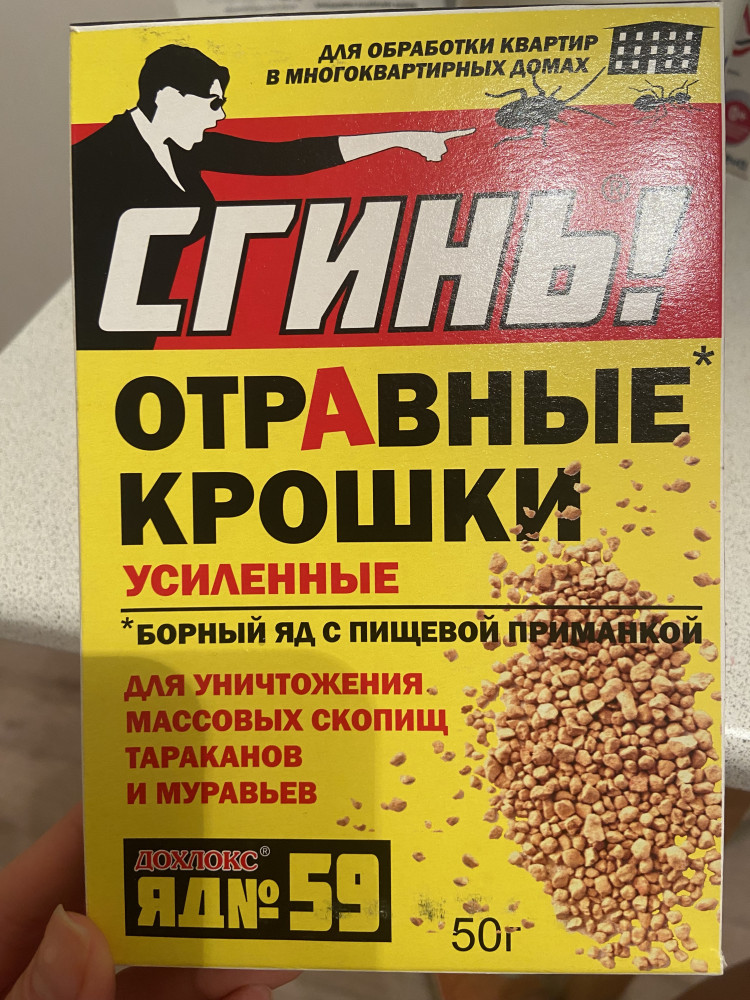 ДЛЯ ОБРАБОТКИ КВАРТИР
В МНОГОКВАРТИРНЫХ ДОМАХ
СГИНЬ!®
ОТРАВНЫЕ*
КРОШКИ
УСИЛЕННЫЕ
*БОРНЫЙ ЯД С ПИЩЕВОЙ ПРИМАНКОЙ
ДЛЯ УНИЧТОЖЕНИЯ
МАССОВЫХ СКОПИЩ
ТАРАКАНОВ
И МУРАВЬЕВ
ДОХЛОКС®
ЯД№59
50г